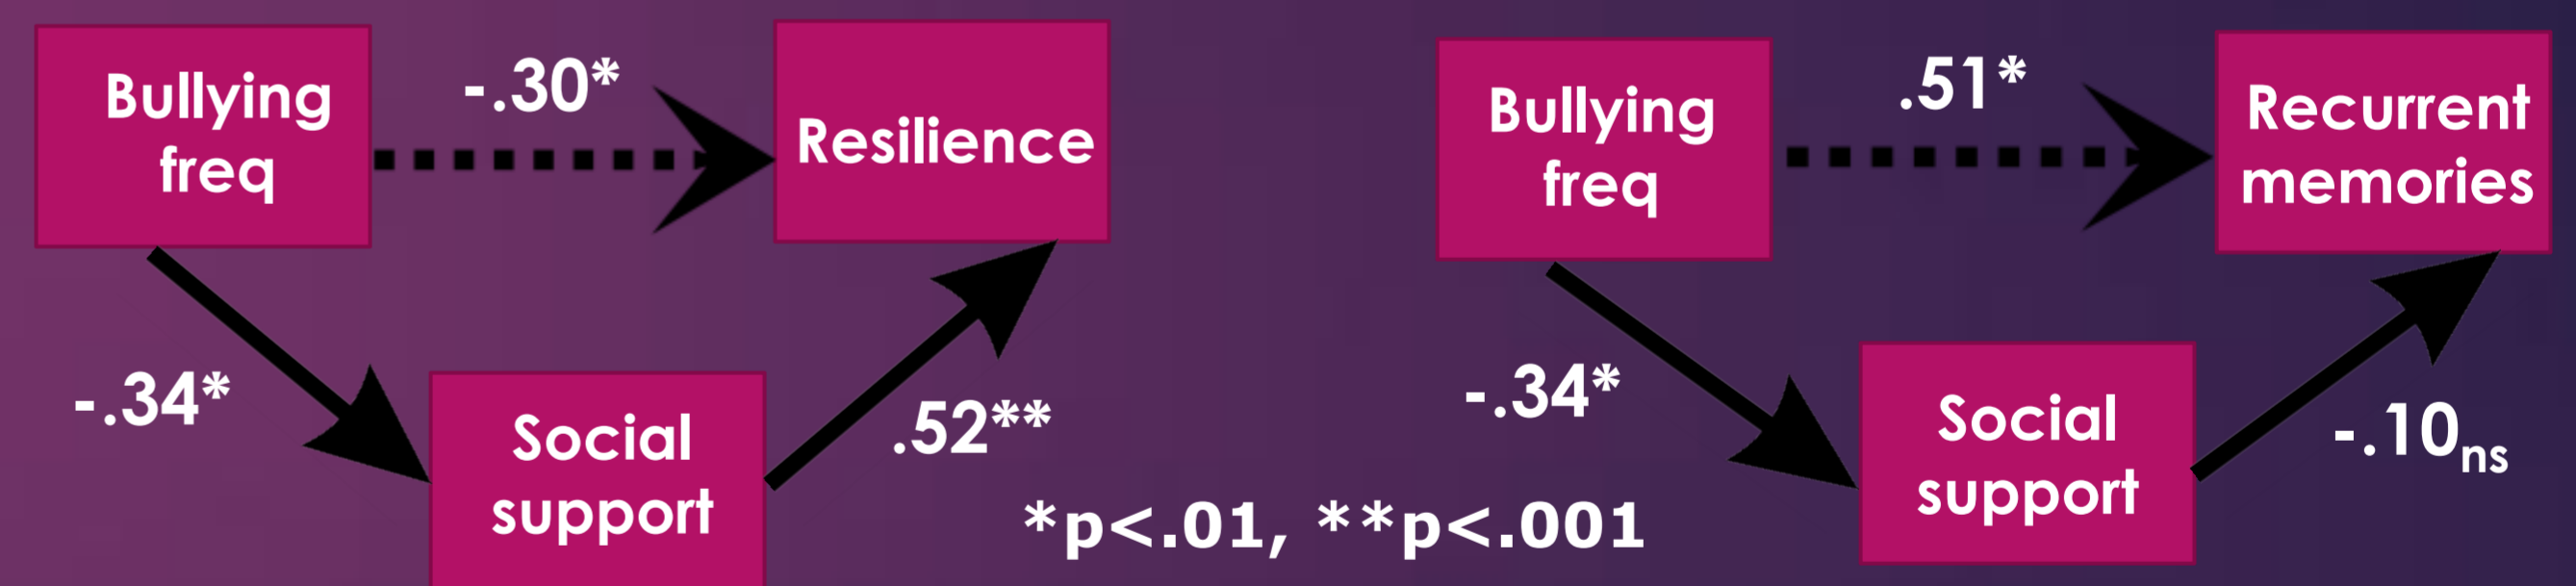 Bullying
freq
-.30*
Resilience
-.34*
Social
support
.52**
*p<.01, **p<.001
Bullying
freq
.51*
Recurrent
memories
-.34*
Social
support
-.10ns